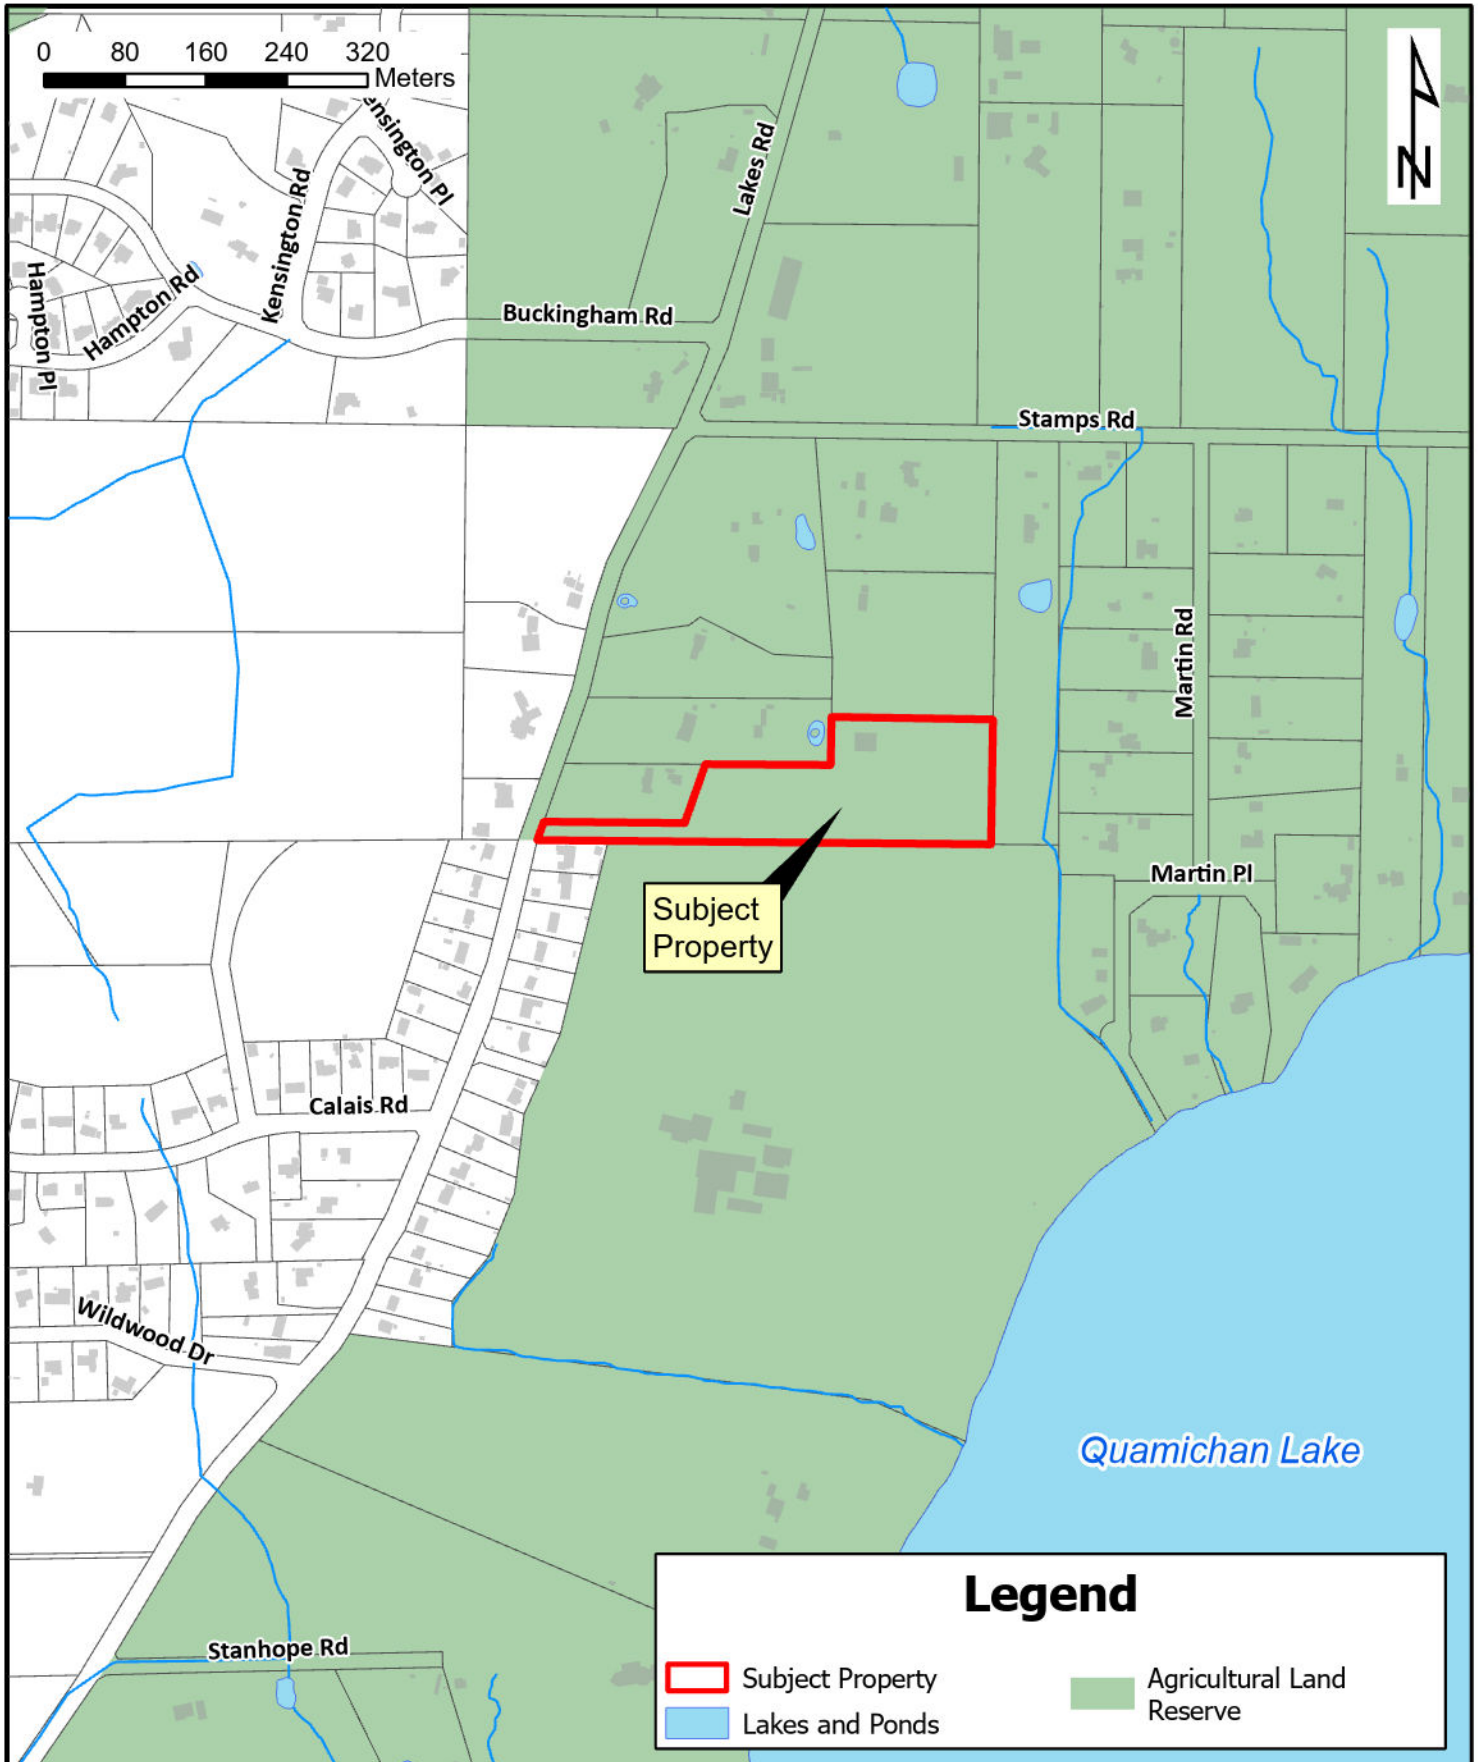 0 80 160 240 320
Meters
ensington Pl
Lakes Rd
Kensington Rd
Hampton Rd
Hampton Pl
Buckingham Rd
Stamps Rd
Martin Rd
Martin Pl
Subject
Property
Calais Rd
Wildwood Dr
Quamichan Lake
Stanhope Rd
Legend
Subject Property
Lakes and Ponds
Agricultural Land
Reserve
N